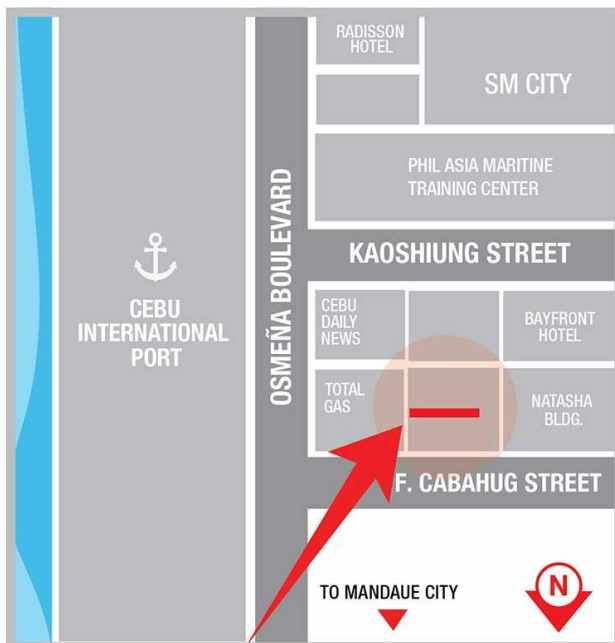 RADISSON
HOTEL
SM CITY
PHIL ASIA MARITINE
TRAINING CENTER
KAOSHIUNG STREET
OSMEÑA BOULEVARD
CEBU
INTERNATIONAL
PORT
CEBU
DAILY
NEWS
BAYFRONT
HOTEL
TOTAL
GAS
NATASHA
BLDG.
F. CABAHUG STREET
TO MANDAUE CITY
N